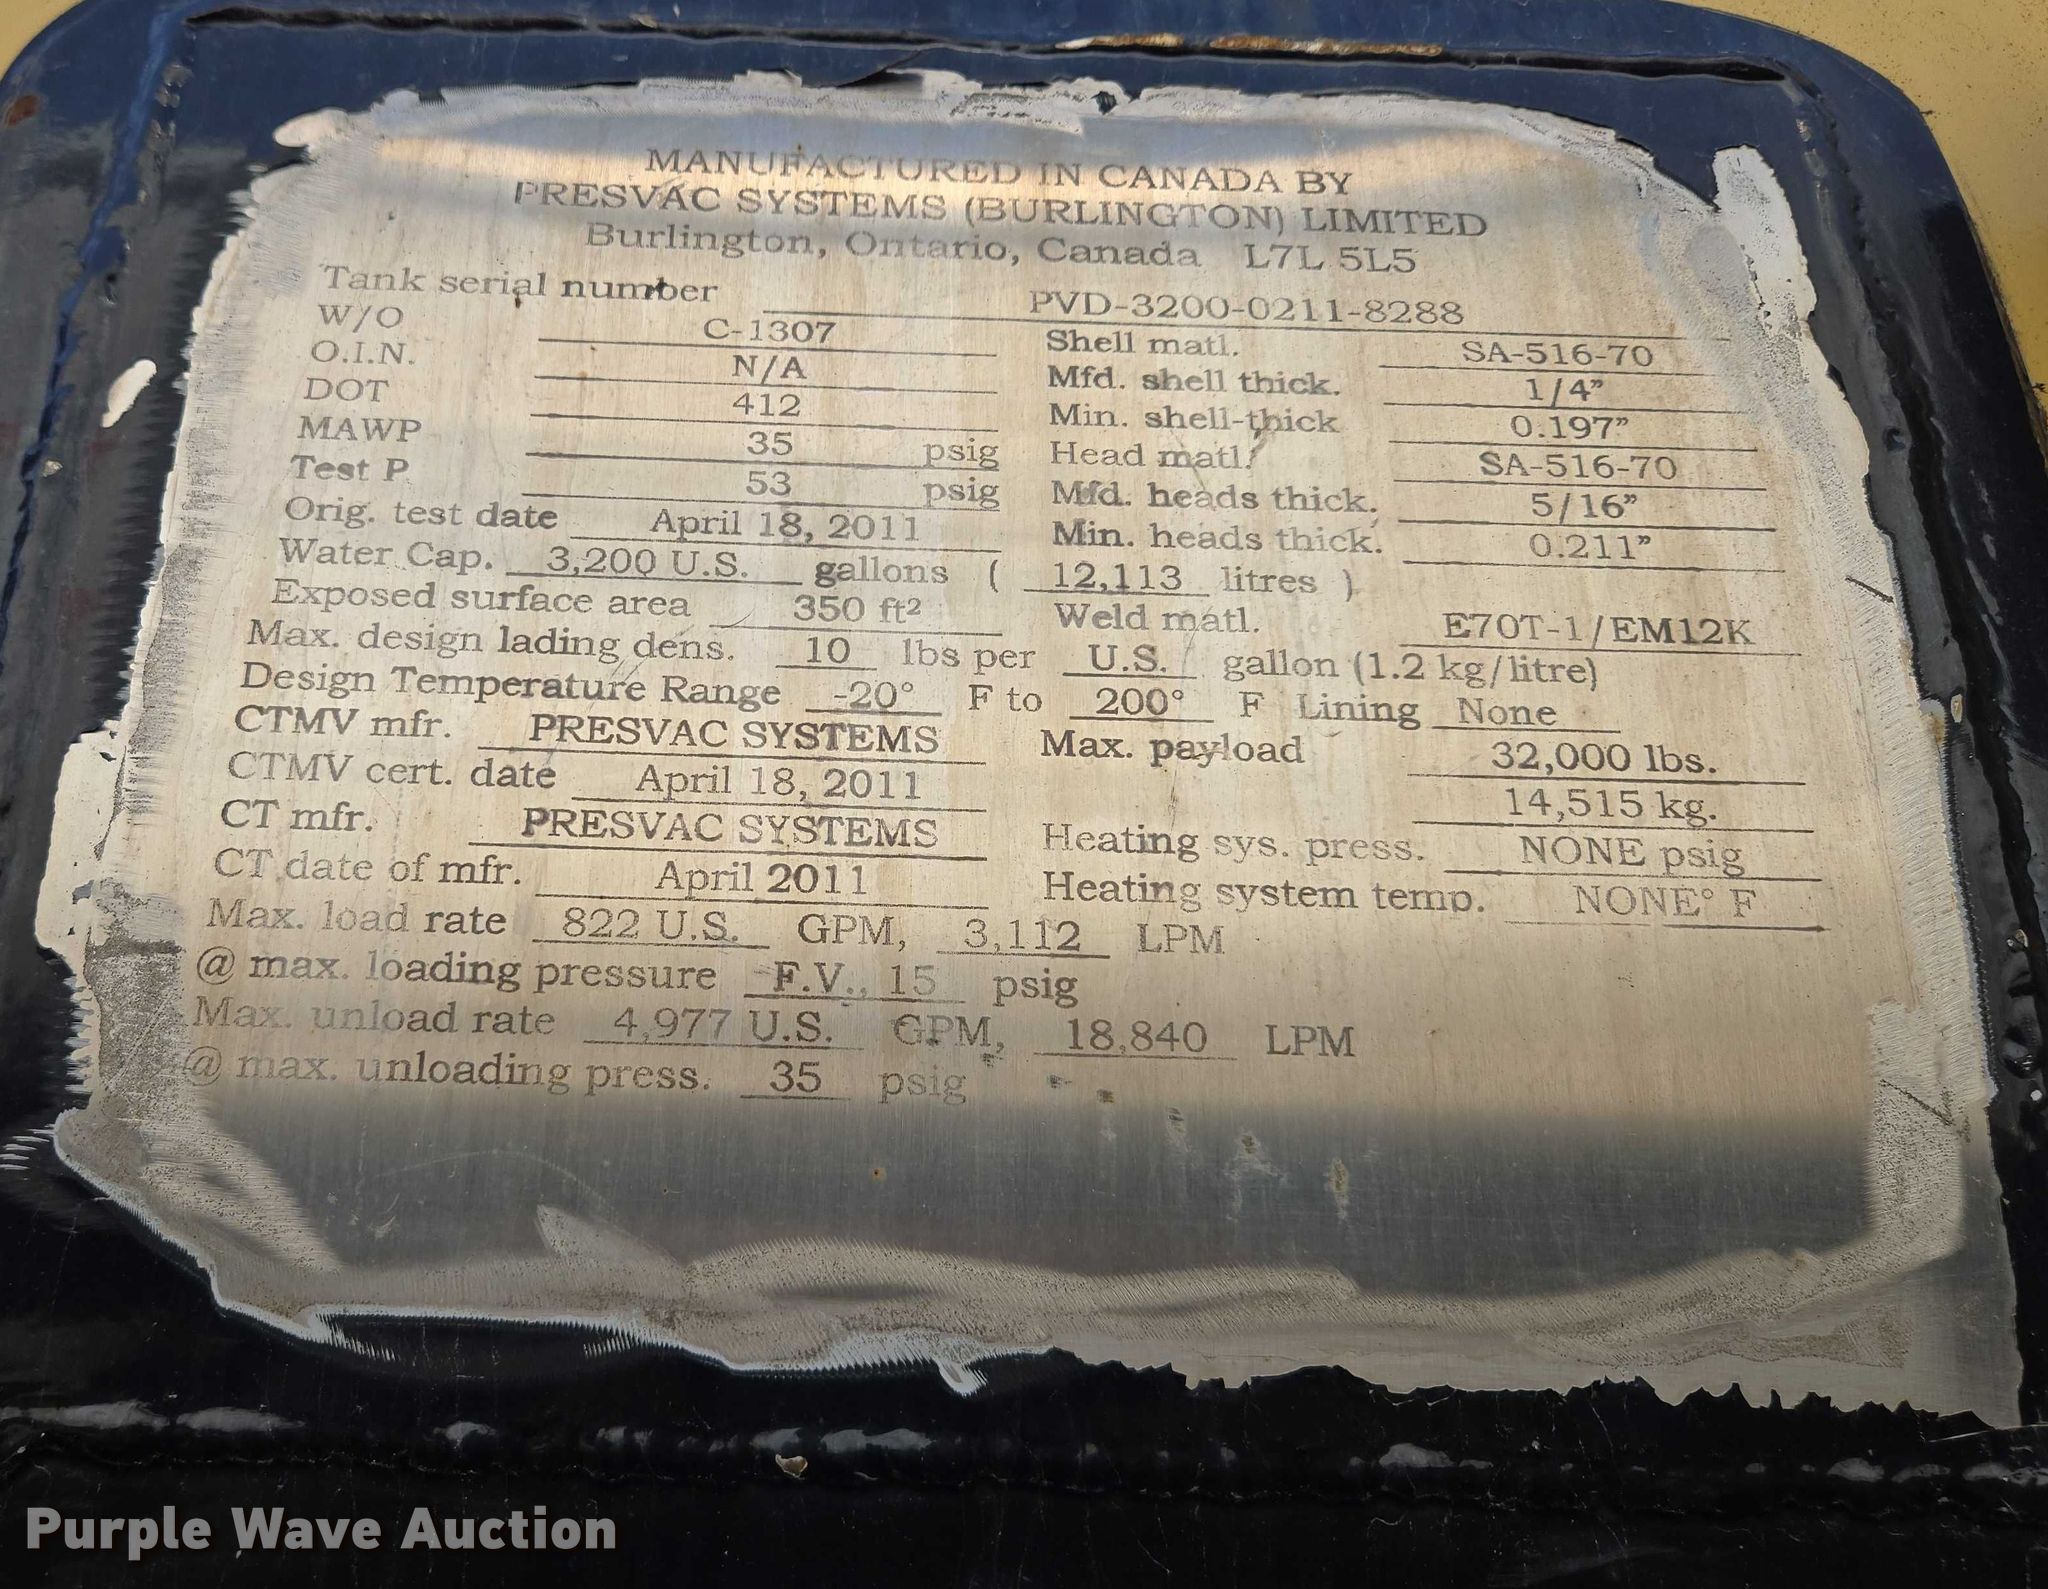 MANUFACTURED IN CANADA BY
PRESVAC SYSTEMS (BURLINGTON) LIMITED
Burlington, Ontario, Canada L7L 5L5
Tank serial number PVD-3200-0211-8288
W/O C-1307 Shell matl. SA-516-70
O.I.N. N/A Mfd. shell thick. 1/4”
DOT 412 Min. shell-thick 0.197”
MAWP 35 psig Head matl. SA-516-70
Test P 53 psig Mfd. heads thick. 5/16”
Orig. test date April 18, 2011 Min. heads thick. 0.211”
Water Cap. 3,200 U.S. gallons ( 12,113 litres )
Exposed surface area 350 ft² Weld matl. E70T-1/EM12K
Max. design lading dens. 10 lbs per U.S. gallon (1.2 kg/litre)
Design Temperature Range -20° F to 200° F Lining None
CTMV mfr. PRESVAC SYSTEMS Max. payload 32,000 lbs.
CTMV cert. date April 18, 2011 14,515 kg.
CT mfr. PRESVAC SYSTEMS Heating sys. press. NONE psig
CT date of mfr. April 2011 Heating system temp. NONE° F
Max. load rate 822 U.S. GPM, 3,112 LPM
@ max. loading pressure F.V., 15 psig
Max. unload rate 4,977 U.S. GPM, 18,840 LPM
@ max. unloading press. 35 psig
Purple Wave Auction